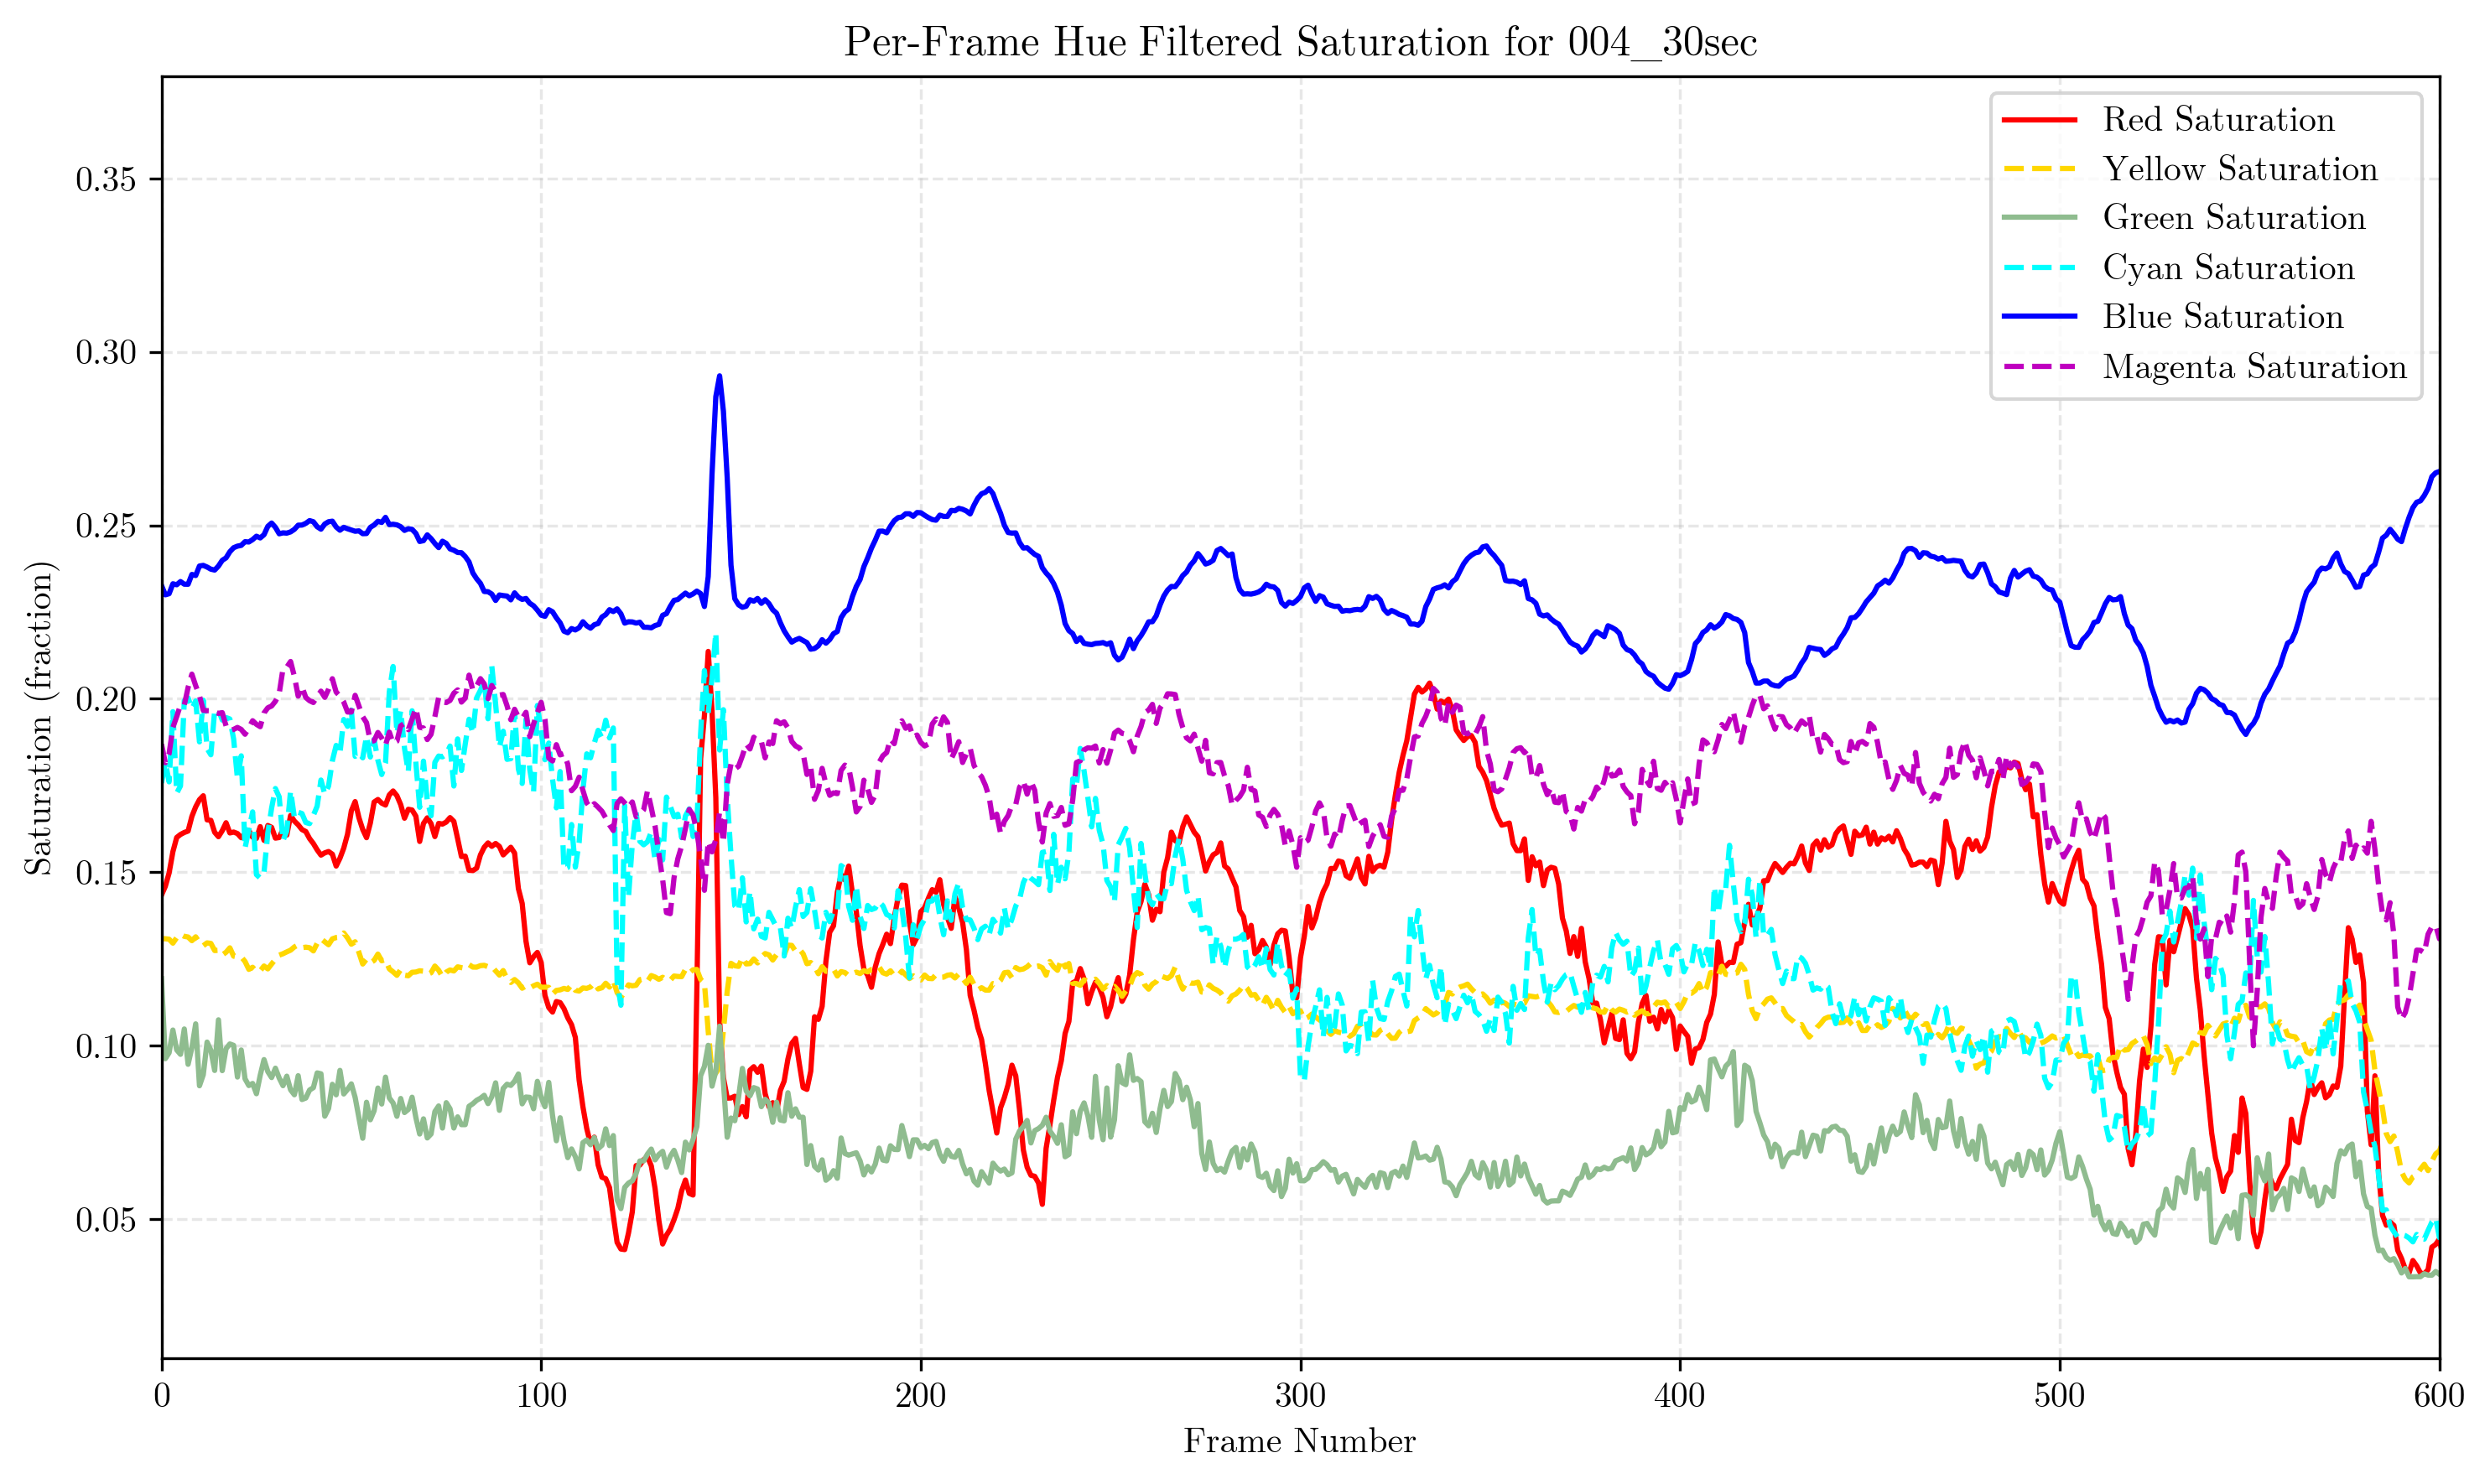 Per-Frame Hue Filtered Saturation for 004__30sec
Saturation (fraction)
0.35
0.30
0.25
0.20
0.15
0.10
0.05
Red Saturation
Yellow Saturation
Green Saturation
Cyan Saturation
Blue Saturation
Magenta Saturation
0 100 200 300 400 500 600
Frame Number